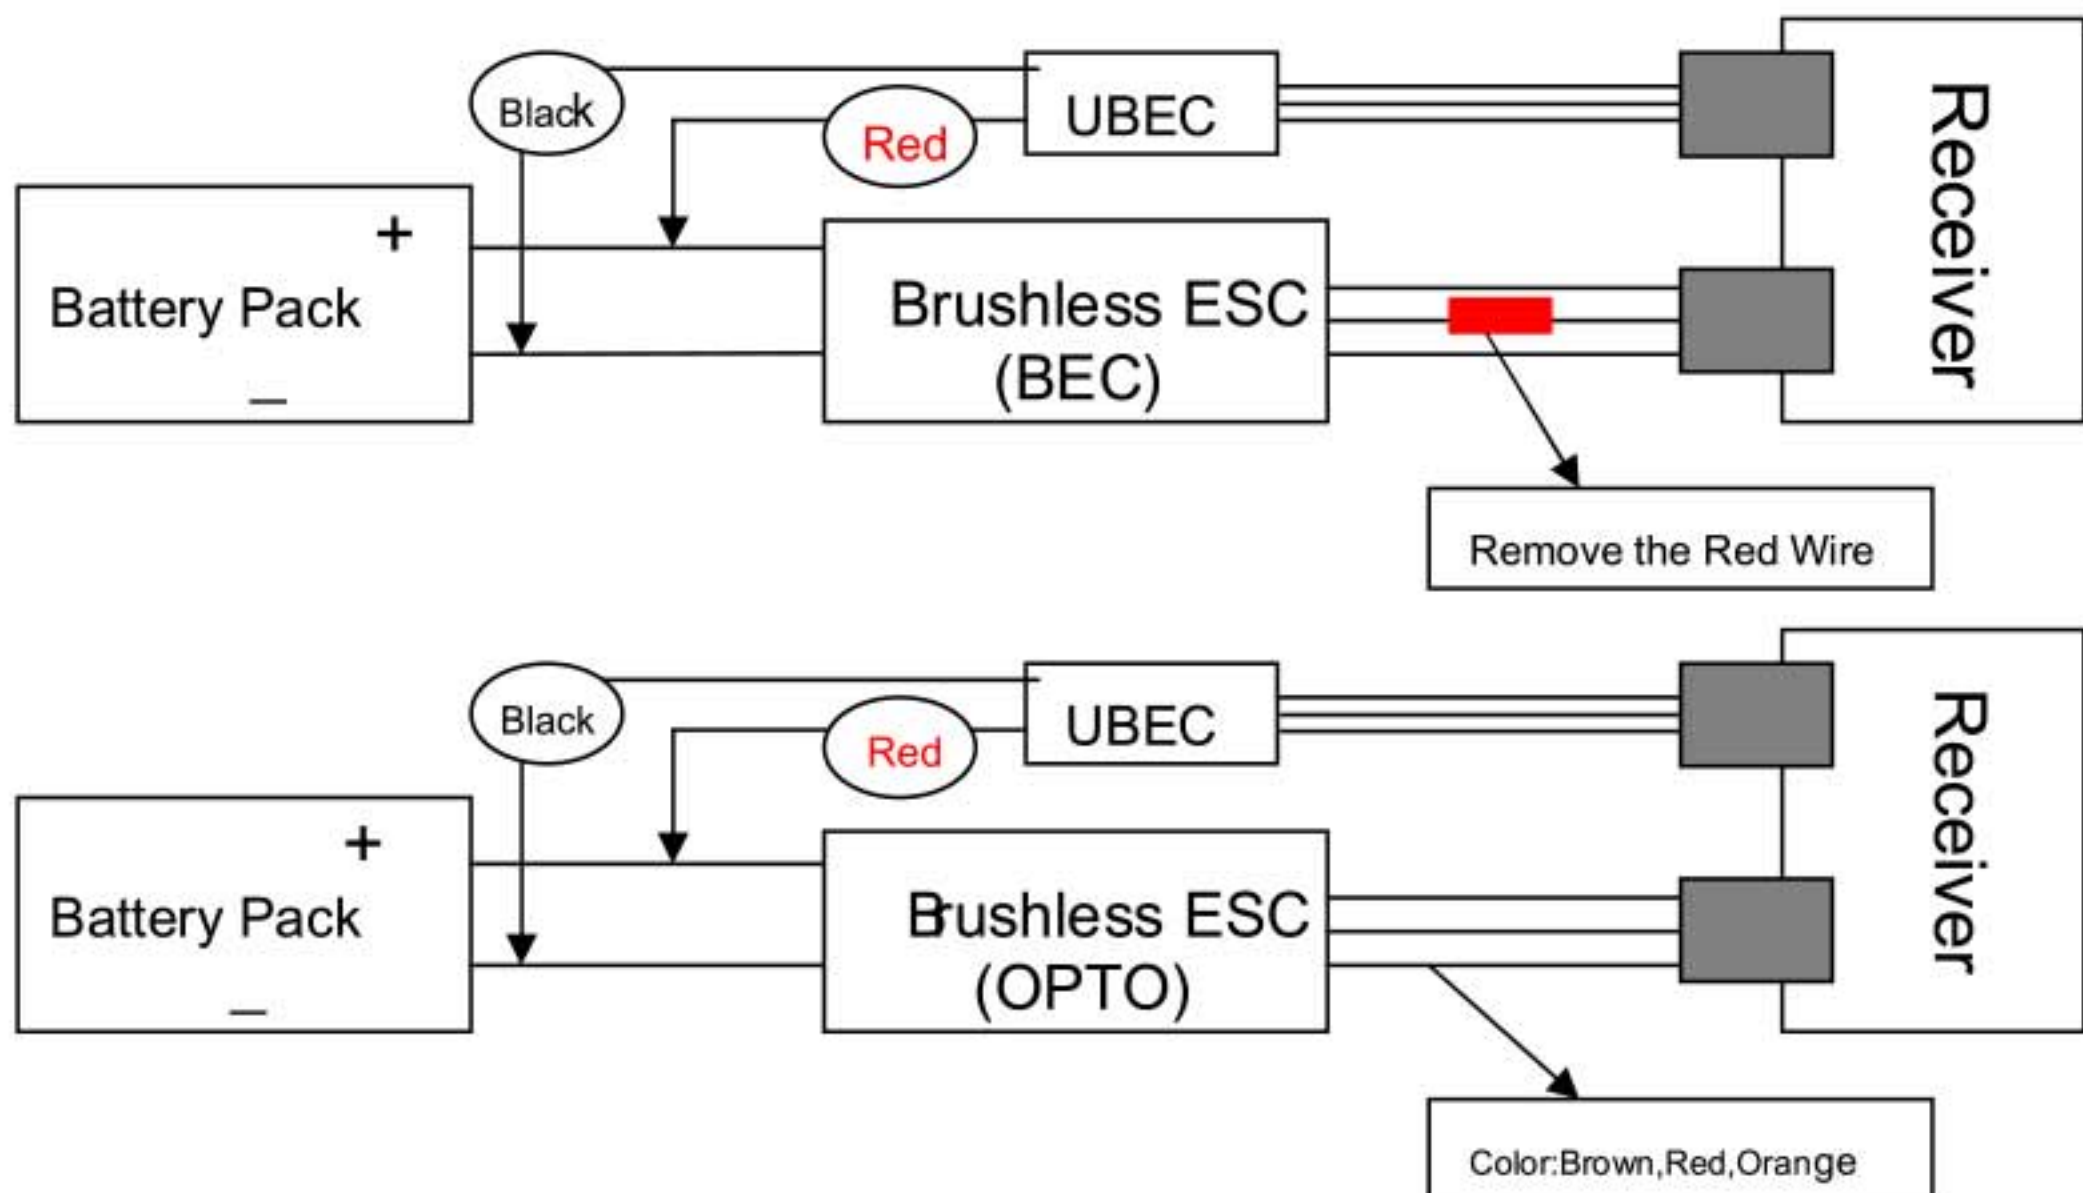 Black
UBEC
Red
Receiver
+
Battery Pack
_
Brushless ESC
(BEC)
Remove the Red Wire
Black
UBEC
Red
Receiver
+
Battery Pack
_
Brushless ESC
(OPTO)
Color:Brown,Red,Orange